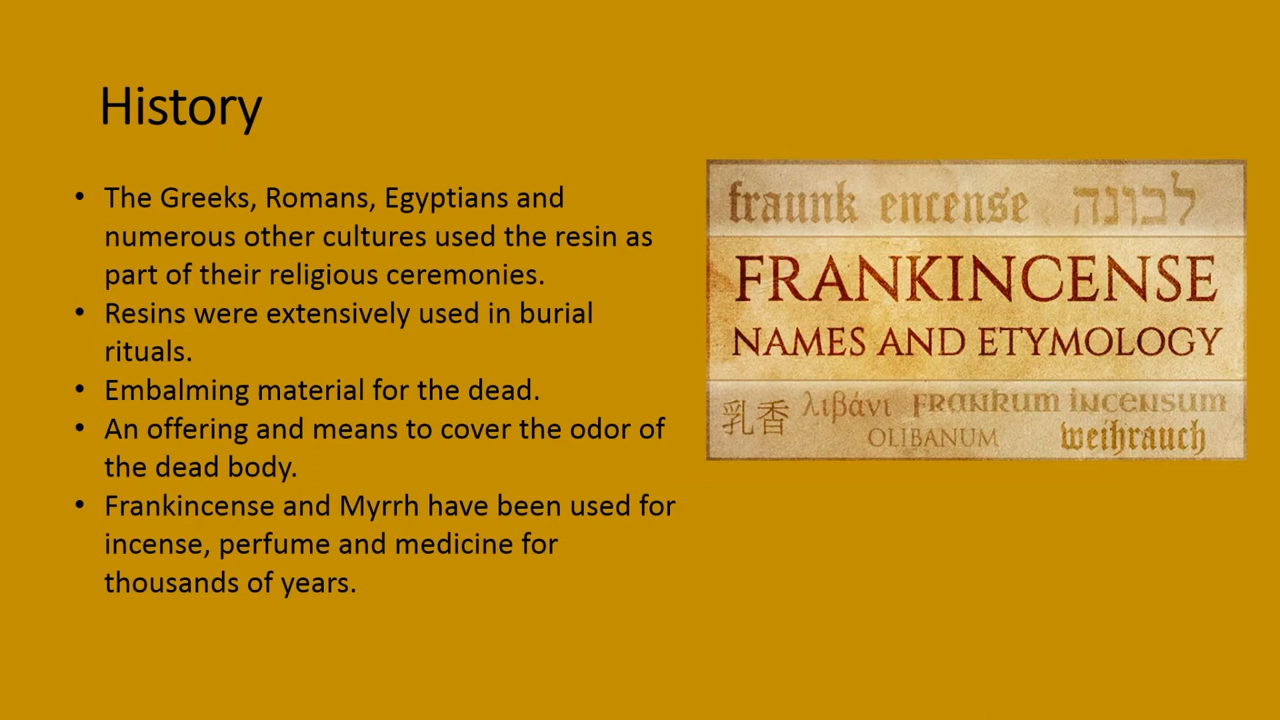 History
• The Greeks, Romans, Egyptians and
numerous other cultures used the resin as
part of their religious ceremonies.
• Resins were extensively used in burial
rituals.
• Embalming material for the dead.
• An offering and means to cover the odor of
the dead body.
• Frankincense and Myrrh have been used for
incense, perfume and medicine for
thousands of years.
fraunk encense לבונה
FRANKINCENSE
NAMES AND ETYMOLOGY
乳香 λιβάνι FRANKUM INCENSUM
OLIBANUM weihrauch